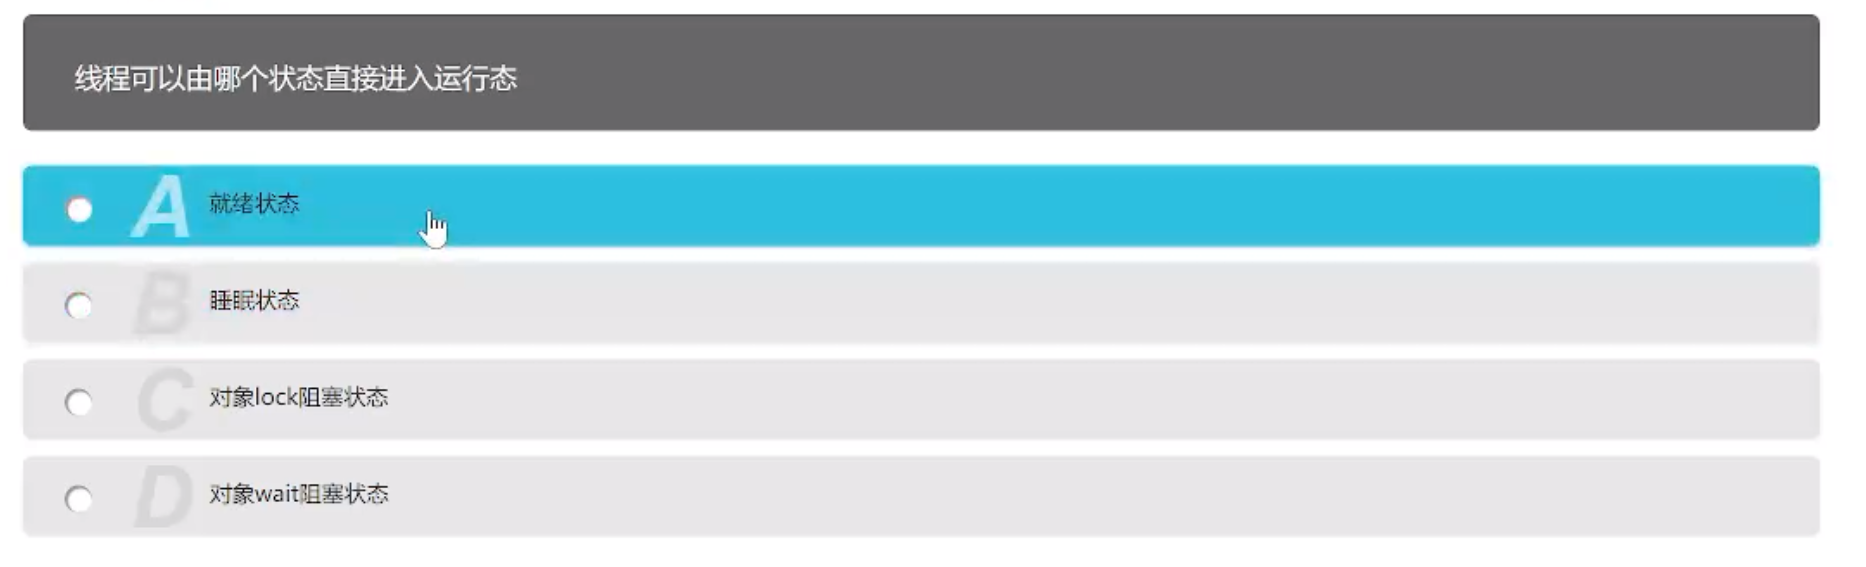 线程可以由哪个状态直接进入运行态
A 就绪状态
B 睡眠状态
C 对象lock阻塞状态
D 对象wait阻塞状态